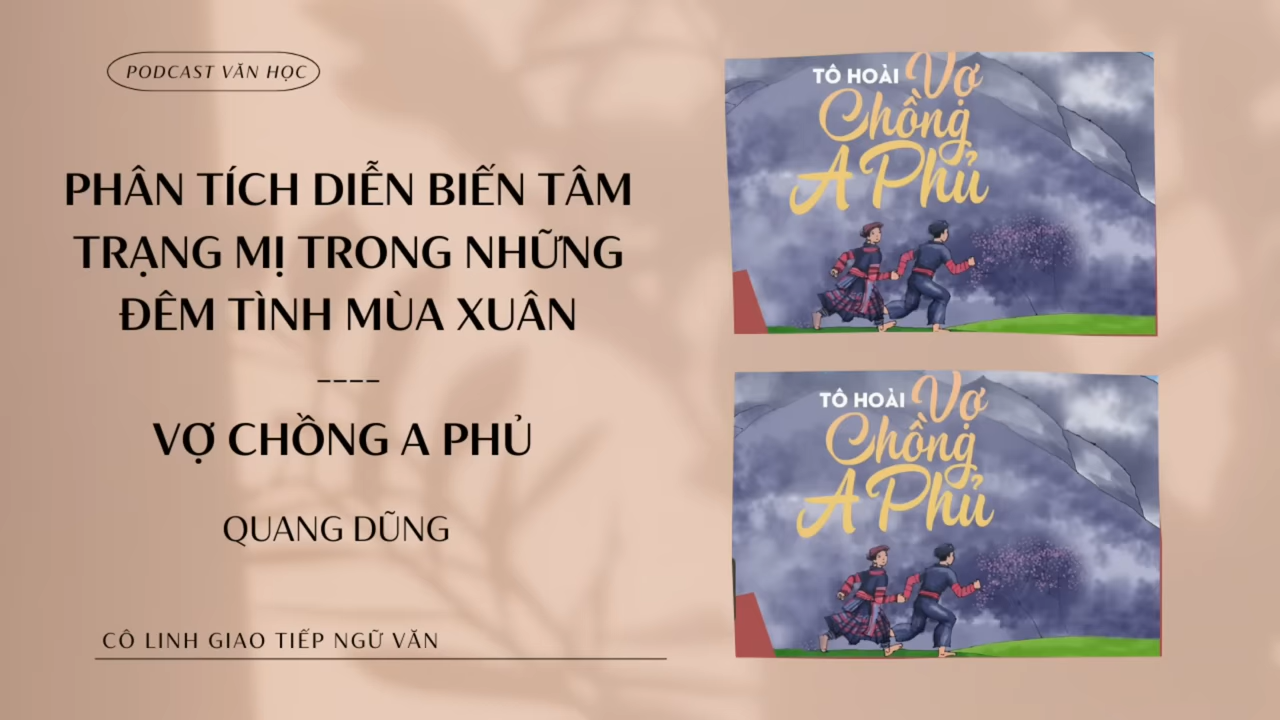 PODCAST VĂN HỌC
PHÂN TÍCH DIỄN BIẾN TÂM
TRẠNG MỊ TRONG NHỮNG
ĐÊM TÌNH MÙA XUÂN
----
VỢ CHỒNG A PHỦ
QUANG DŨNG
CÔ LINH GIAO TIẾP NGỮ VĂN
TÔ HOÀI Vợ
Chồng
A Phủ
TÔ HOÀI Vợ
Chồng
A Phủ